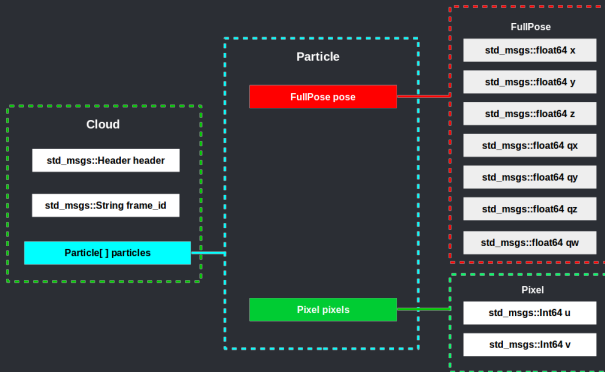 Cloud
std_msgs::Header header
std_msgs::String frame_id
Particle[ ] particles
Particle
FullPose pose
Pixel pixels
FullPose
std_msgs::float64 x
std_msgs::float64 y
std_msgs::float64 z
std_msgs::float64 qx
std_msgs::float64 qy
std_msgs::float64 qz
std_msgs::float64 qw
Pixel
std_msgs::Int64 u
std_msgs::Int64 v